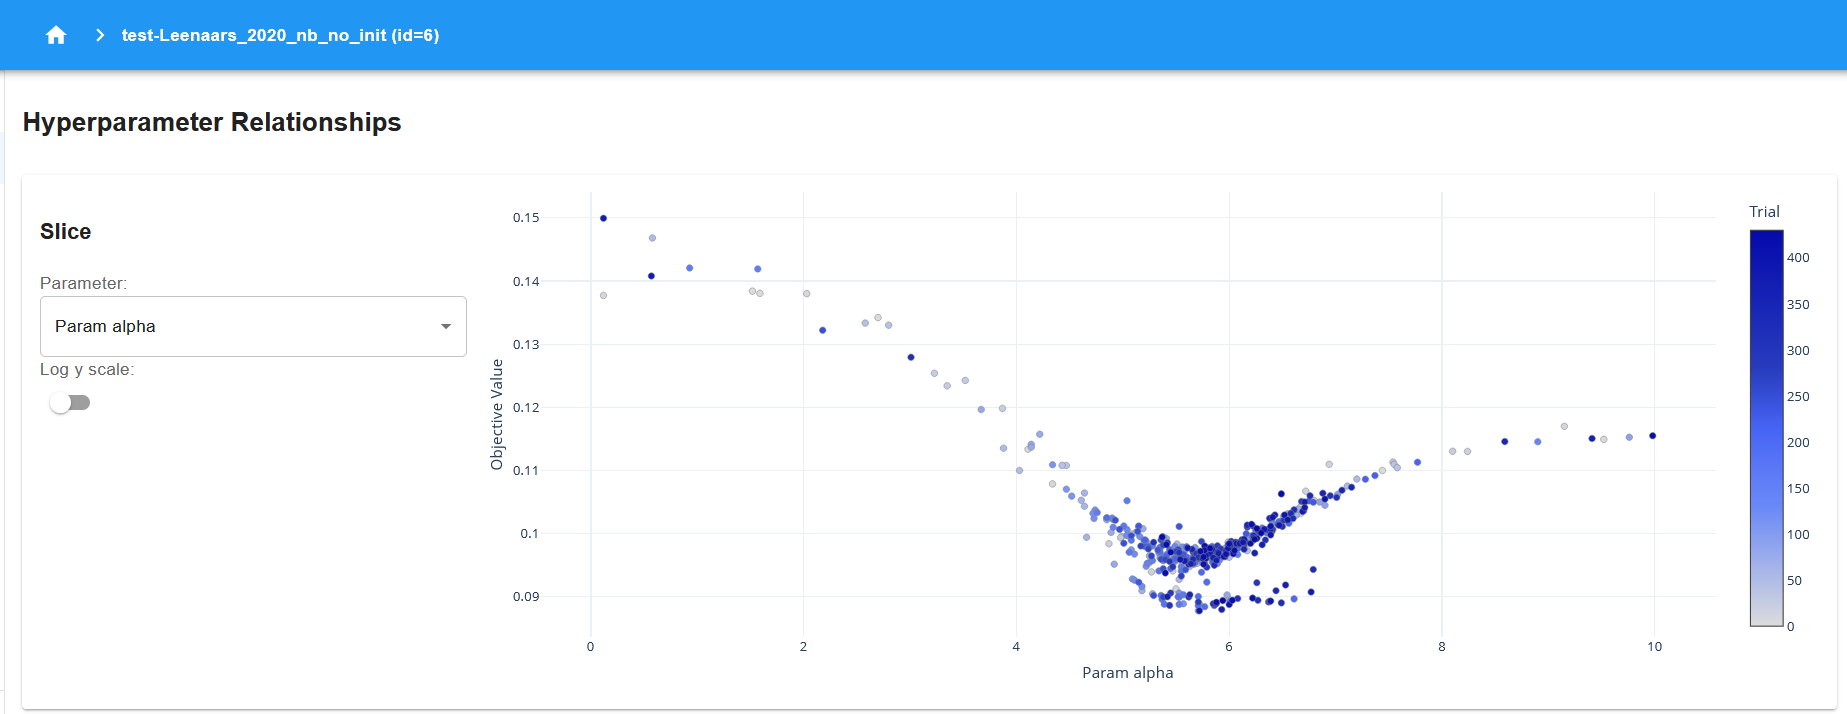 test-Leenaars_2020_nb_no_init (id=6)
Hyperparameter Relationships
Slice
Parameter:
Param alpha
Log y scale:
Objective Value
0.15
0.14
0.13
0.12
0.11
0.1
0.09
0 2 4 6 8 10
Param alpha
Trial
400
350
300
250
200
150
100
50
0